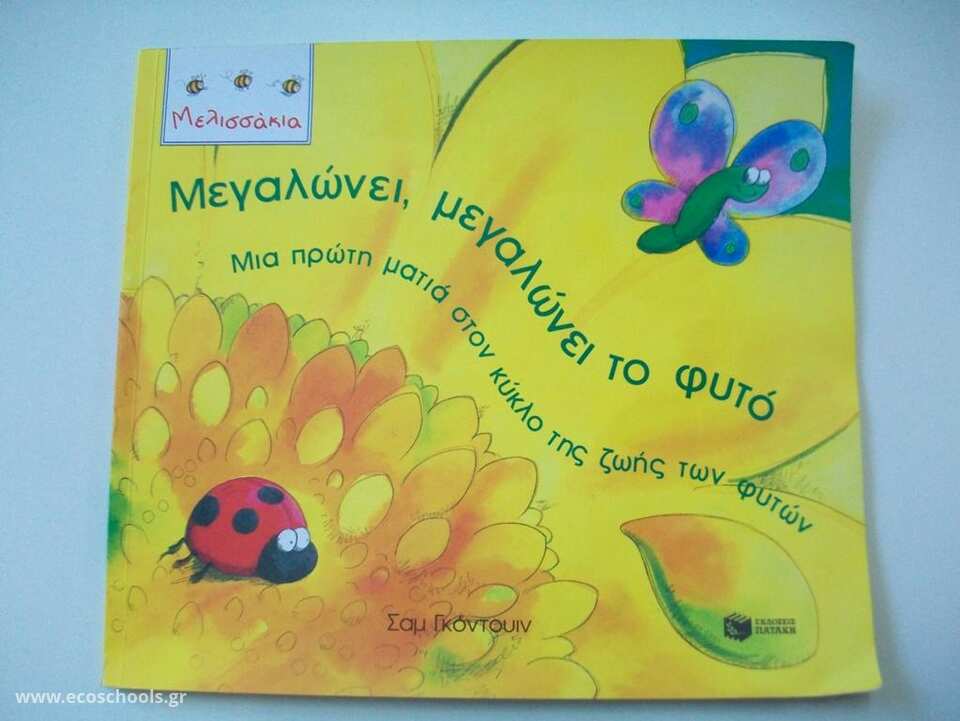 Μελισσάκια
Μεγαλώνει, μεγαλώνει το φυτό
Μια πρώτη ματιά στον κύκλο της ζωής των φυτών
Σαμ Γκόντουιν
ΕΚΔΟΣΕΙΣ
ΠΑΤΑΚΗ
www.ecoschools.gr